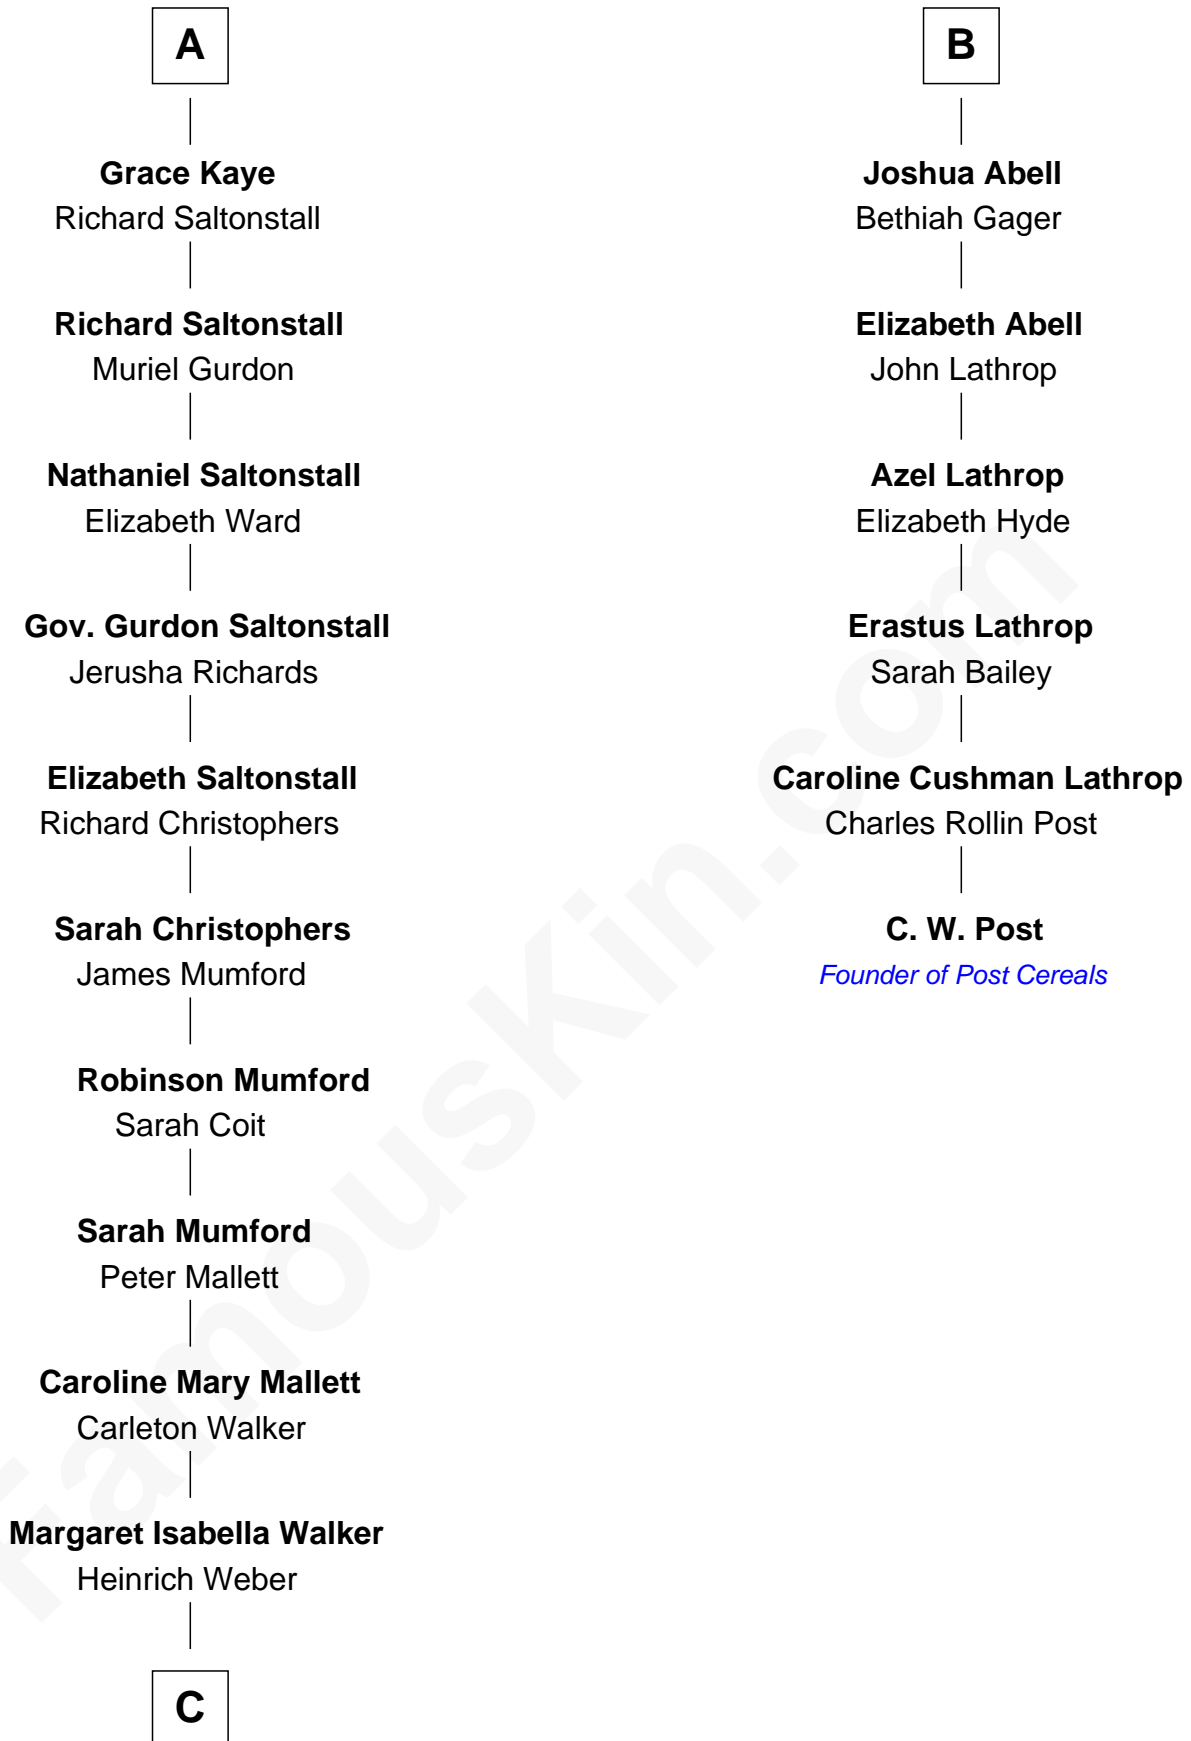 A
Grace Kaye
Richard Saltonstall
Richard Saltonstall
Muriel Gurdon
Nathaniel Saltonstall
Elizabeth Ward
Gov. Gurdon Saltonstall
Jerusha Richards
Elizabeth Saltonstall
Richard Christophers
Sarah Christophers
James Mumford
Robinson Mumford
Sarah Coit
Sarah Mumford
Peter Mallett
Caroline Mary Mallett
Carleton Walker
Margaret Isabella Walker
Heinrich Weber
C
B
Joshua Abell
Bethiah Gager
Elizabeth Abell
John Lathrop
Azel Lathrop
Elizabeth Hyde
Erastus Lathrop
Sarah Bailey
Caroline Cushman Lathrop
Charles Rollin Post
C. W. Post
Founder of Post Cereals
FamousKin.com